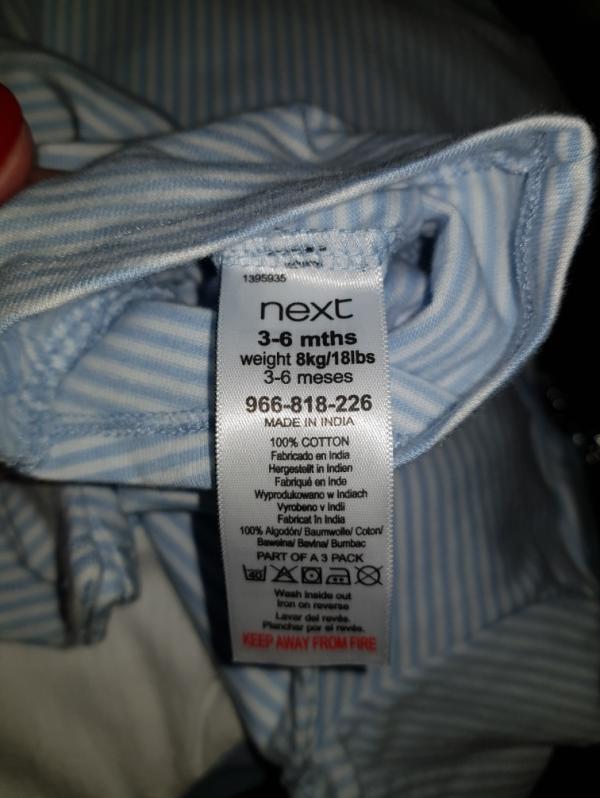 1395935
next
3-6 mths
weight 8kg/18lbs
3-6 meses
966-818-226
MADE IN INDIA
100% COTTON
Fabricado en India
Hergestellt in Indien
Fabriqué en Inde
Wyprodukowano w Indiach
Vyrobeno v Indii
Fabricat în India
100% Algodón/ Baumwolle/ Coton/
Bawełna/ Bavlna/ Bumbac
PART OF A 3 PACK
40
Wash inside out
Iron on reverse
Lavar del revés.
Planchar por el revés.
KEEP AWAY FROM FIRE